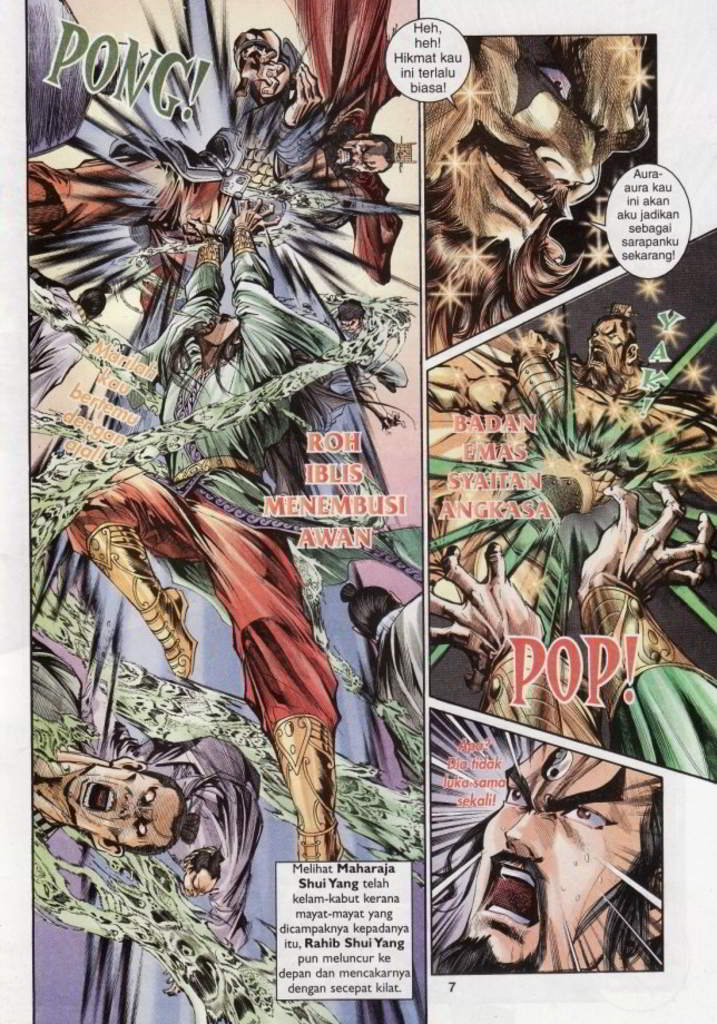 PONG!
Marilah
kau
bertemu
dengan
ajal!
ROH
IBLIS
MENEMBUSI
AWAN
Melihat Maharaja
Shui Yang telah
kelam-kabut kerana
mayat-mayat yang
dicampaknya kepadanya
itu, Rahib Shui Yang
pun meluncur ke
depan dan mencakarnya
dengan secepat kilat.
Heh,
heh!
Hikmat kau
ini terlalu
biasa!
Aura-
aura kau
ini akan
aku jadikan
sebagai
sarapanku
sekarang!
YAK!
BADAN
EMAS
SYAITAN
ANGKASA
POP!
Apa?
Dia tidak
luka sama
sekali!
7